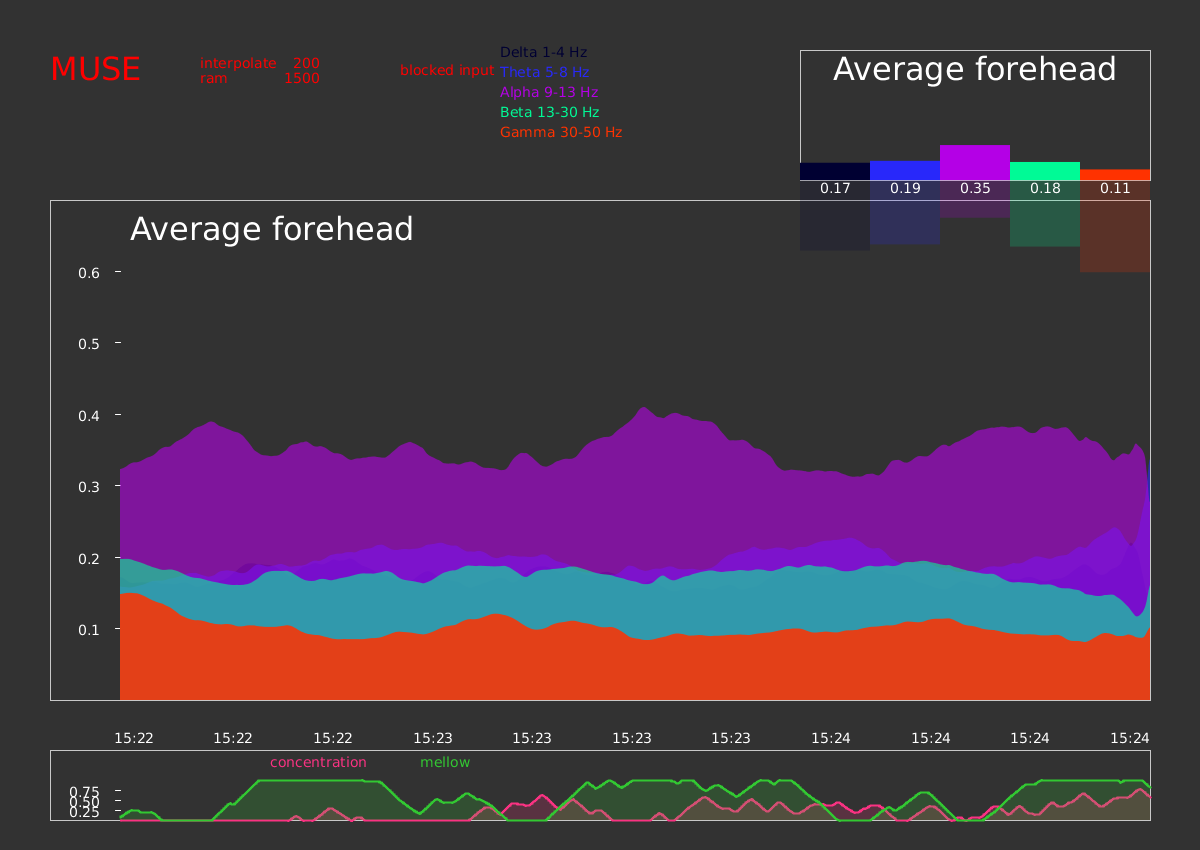 MUSE
interpolate 200
ram 1500
blocked input
Delta 1-4 Hz
Theta 5-8 Hz
Alpha 9-13 Hz
Beta 13-30 Hz
Gamma 30-50 Hz
Average forehead
0.17 0.19 0.35 0.18 0.11
Average forehead
0.6
0.5
0.4
0.3
0.2
0.1
15:22 15:22 15:22 15:23 15:23 15:23 15:23 15:24 15:24 15:24 15:24
concentration mellow
0.75
0.50
0.25